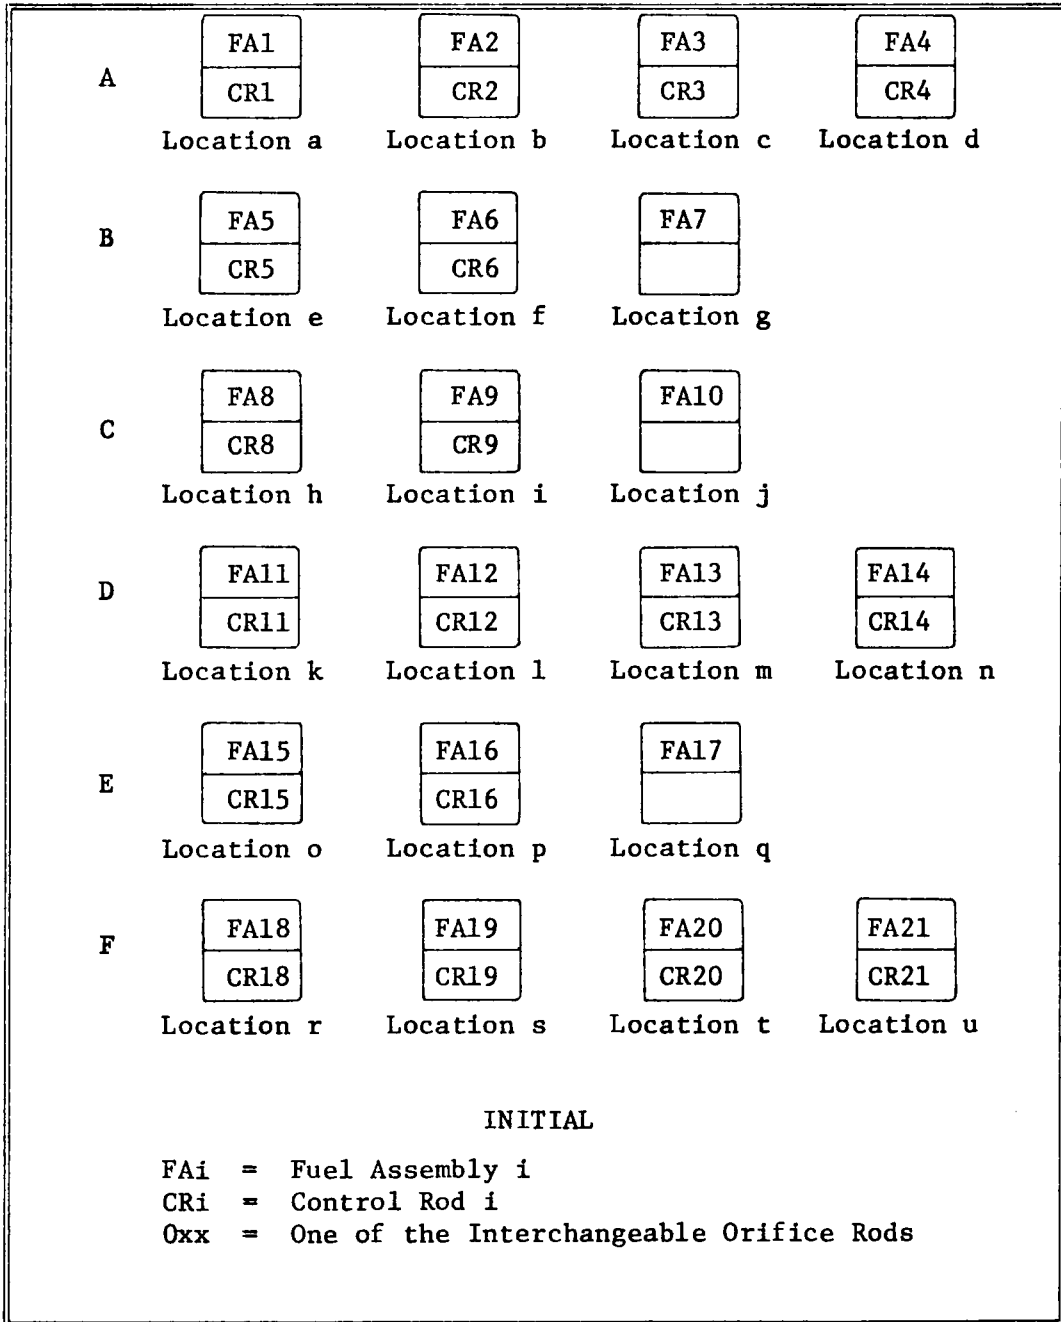 FA1 FA2 FA3 FA4
A
CR1 CR2 CR3 CR4
Location a Location b Location c Location d
FA5 FA6 FA7
B
CR5 CR6
Location e Location f Location g
FA8 FA9 FA10
C
CR8 CR9
Location h Location i Location j
FA11 FA12 FA13 FA14
D
CR11 CR12 CR13 CR14
Location k Location l Location m Location n
FA15 FA16 FA17
E
CR15 CR16
Location o Location p Location q
FA18 FA19 FA20 FA21
F
CR18 CR19 CR20 CR21
Location r Location s Location t Location u
INITIAL
FAi = Fuel Assembly i
CRi = Control Rod i
Oxx = One of the Interchangeable Orifice Rods